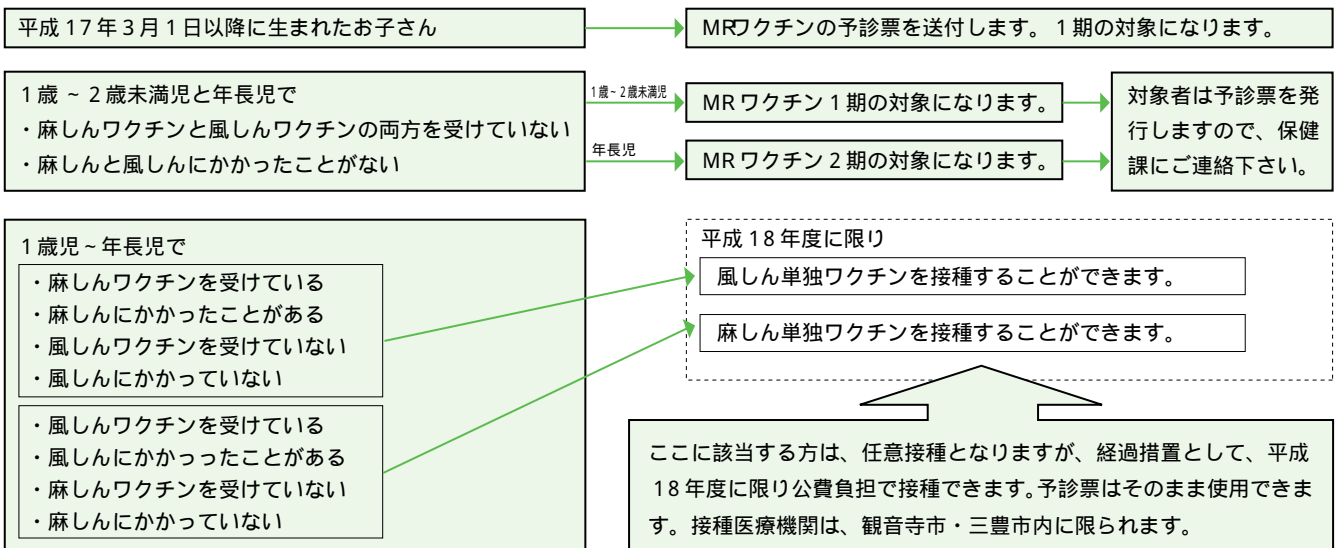 平成17年3月1日以降に生まれたお子さん
MRワクチンの予診票を送付します。1期の対象になります。
1歳~2歳未満児と年長児で
・麻しんワクチンと風しんワクチンの両方を受けていない
・麻しんと風しんにかかったことがない
1歳~2歳未満児
MRワクチン1期の対象になります。
年長児
MRワクチン2期の対象になります。
対象者は予診票を発
行しますので、保健
課にご連絡下さい。
1歳児~年長児で
・麻しんワクチンを受けている
・麻しんにかかったことがある
・風しんワクチンを受けていない
・風しんにかかっていない
・風しんワクチンを受けている
・風しんにかかっったことがある
・麻しんワクチンを受けていない
・麻しんにかかっていない
平成18年度に限り
風しん単独ワクチンを接種することができます。
麻しん単独ワクチンを接種することができます。
ここに該当する方は、任意接種となりますが、経過措置として、平成
18年度に限り公費負担で接種できます。予診票はそのまま使用できま
す。接種医療機関は、観音寺市・三豊市内に限られます。